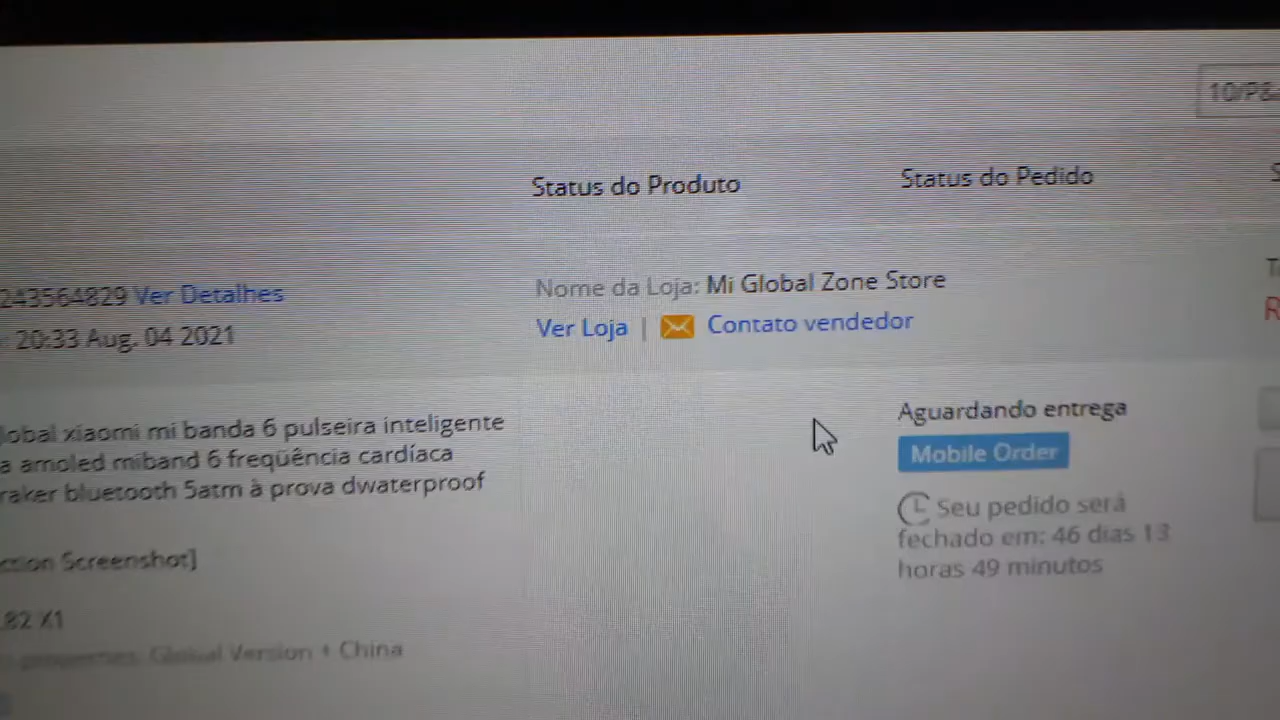 10/Pá
Status do Produto
Status do Pedido
243564829 Ver Detalhes
20:33 Aug. 04 2021
Nome da Loja: Mi Global Zone Store
Ver Loja | Contato vendedor
lobal xiaomi mi banda 6 pulseira inteligente
a amoled miband 6 freqüência cardíaca
raker bluetooth 5atm à prova dwaterproof
Aguardando entrega
Mobile Order
Seu pedido será
fechado em: 46 dias 13
horas 49 minutos
Screenshot]
82 X1
Global Version + China